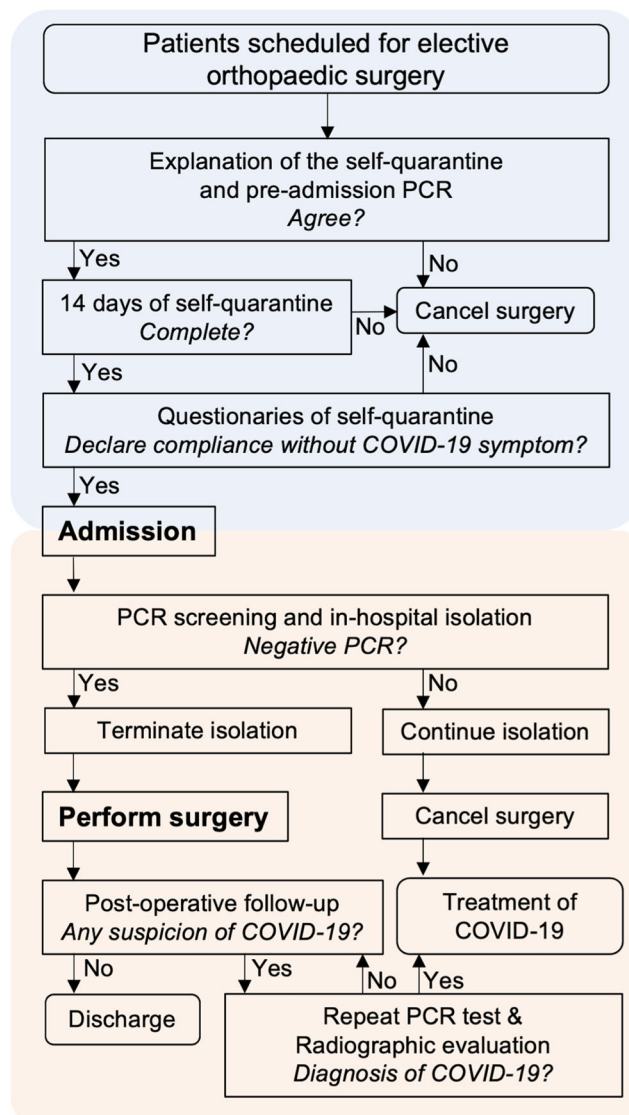 Patients scheduled for elective
orthopaedic surgery
Explanation of the self-quarantine
and pre-admission PCR
Agree?
Yes
No
14 days of self-quarantine
Complete?
No
Cancel surgery
Yes
No
Questionaries of self-quarantine
Declare compliance without COVID-19 symptom?
Yes
Admission
PCR screening and in-hospital isolation
Negative PCR?
Yes
No
Terminate isolation
Continue isolation
Perform surgery
Cancel surgery
Post-operative follow-up
Any suspicion of COVID-19?
Treatment of
COVID-19
No
Yes
No
Yes
Discharge
Repeat PCR test &
Radiographic evaluation
Diagnosis of COVID-19?